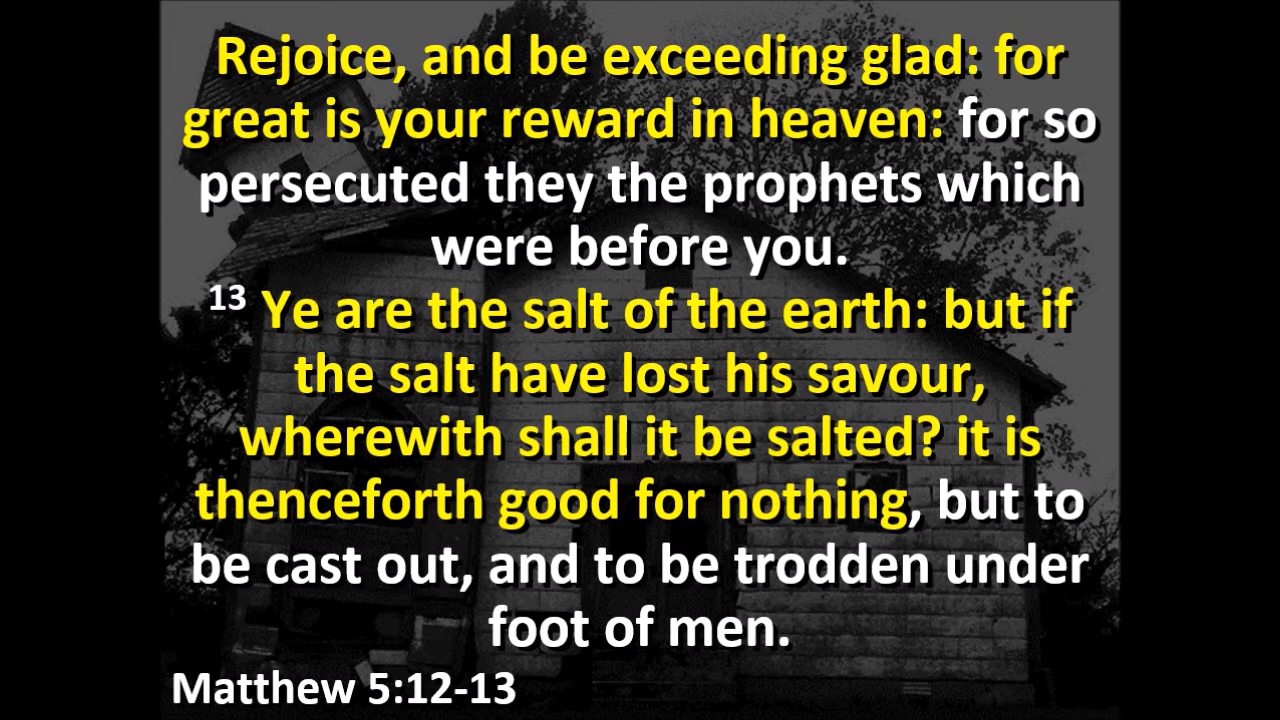 Rejoice, and be exceeding glad: for
great is your reward in heaven: for so
persecuted they the prophets which
were before you.
13 Ye are the salt of the earth: but if
the salt have lost his savour,
wherewith shall it be salted? it is
thenceforth good for nothing, but to
be cast out, and to be trodden under
foot of men.
Matthew 5:12-13